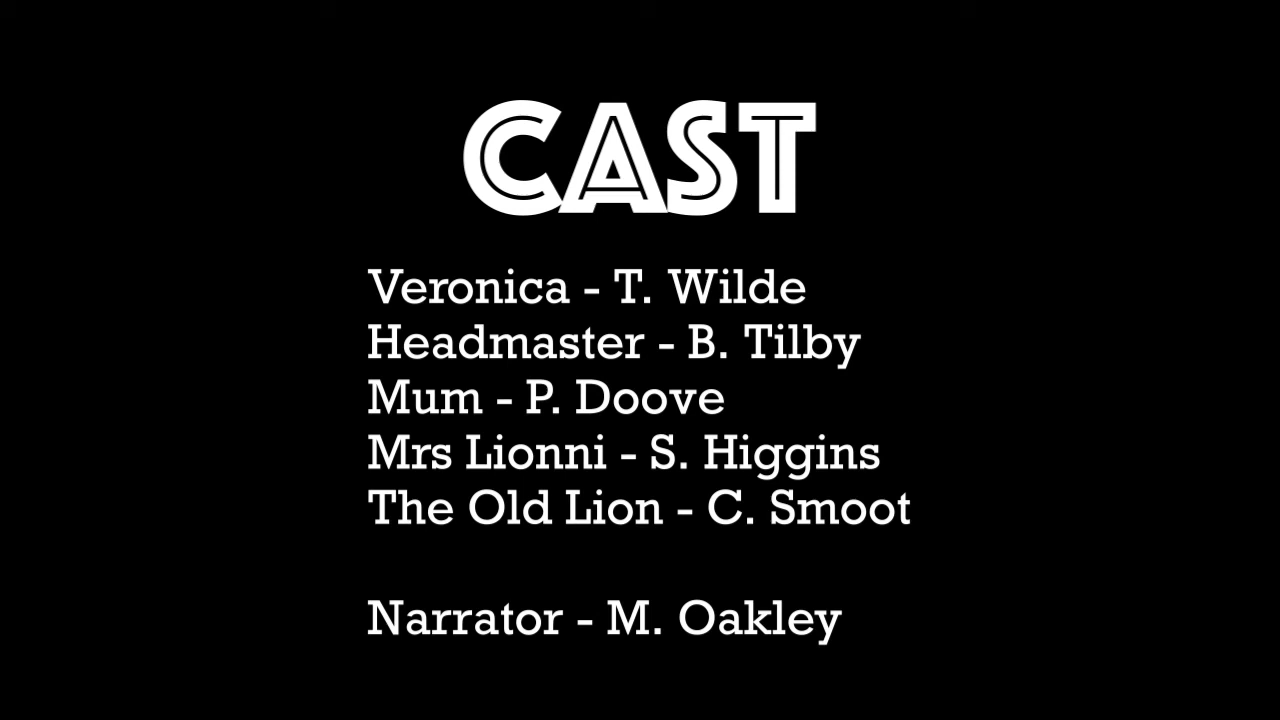 CAST
Veronica - T. Wilde
Headmaster - B. Tilby
Mum - P. Doove
Mrs Lionni - S. Higgins
The Old Lion - C. Smoot
Narrator - M. Oakley